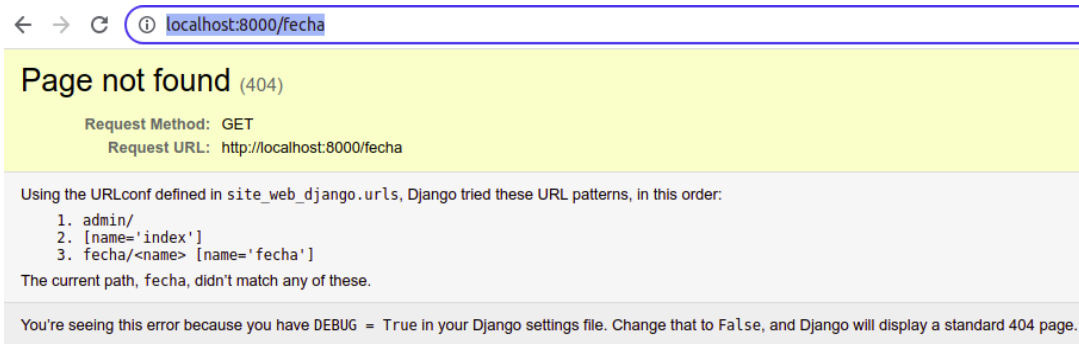 localhost:8000/fecha
Page not found (404)
Request Method: GET
Request URL: http://localhost:8000/fecha
Using the URLconf defined in site_web_django.urls, Django tried these URL patterns, in this order:
1. admin/
2. [name='index']
3. fecha/<name> [name='fecha']
The current path, fecha, didn’t match any of these.
You’re seeing this error because you have DEBUG = True in your Django settings file. Change that to False, and Django will display a standard 404 page.